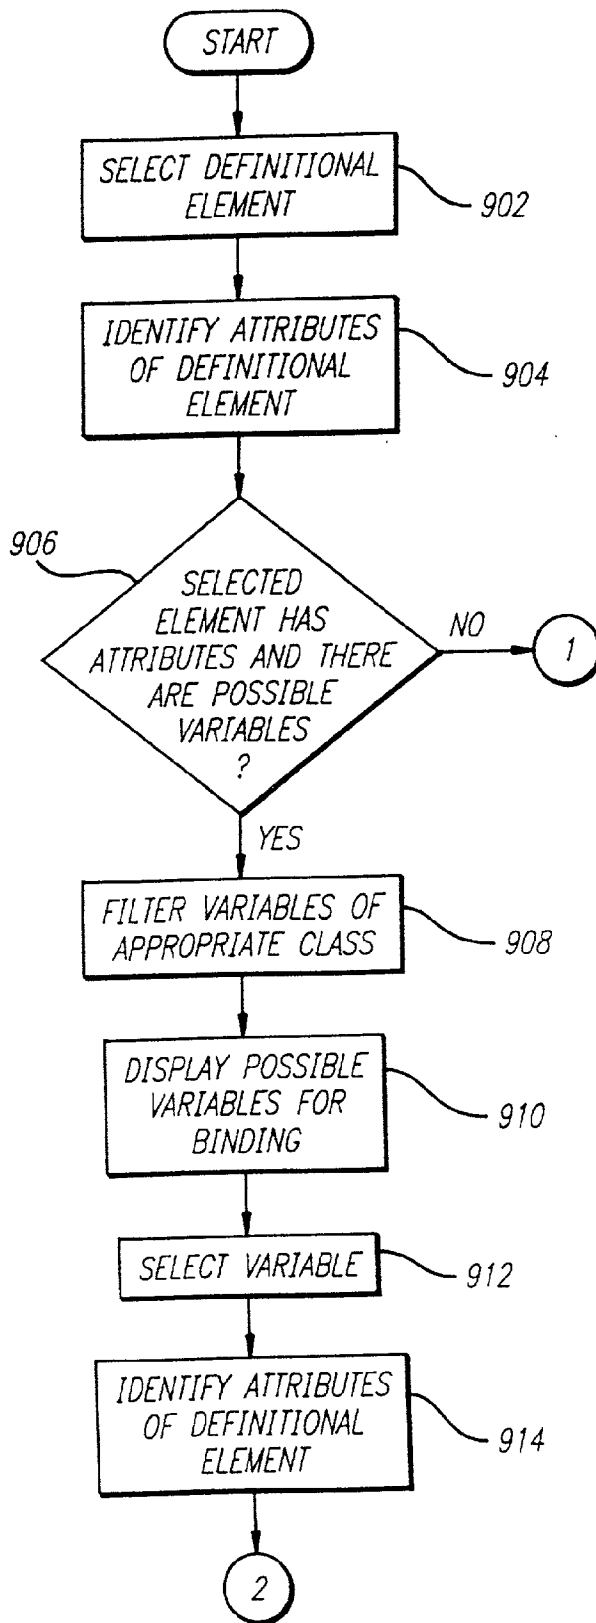 START
SELECT DEFINITIONAL
ELEMENT
902
IDENTIFY ATTRIBUTES
OF DEFINITIONAL
ELEMENT
904
906
SELECTED
ELEMENT HAS
ATTRIBUTES AND THERE
ARE POSSIBLE
VARIABLES
?
NO
1
YES
FILTER VARIABLES OF
APPROPRIATE CLASS
908
DISPLAY POSSIBLE
VARIABLES FOR
BINDING
910
SELECT VARIABLE
912
IDENTIFY ATTRIBUTES
OF DEFINITIONAL
ELEMENT
914
2